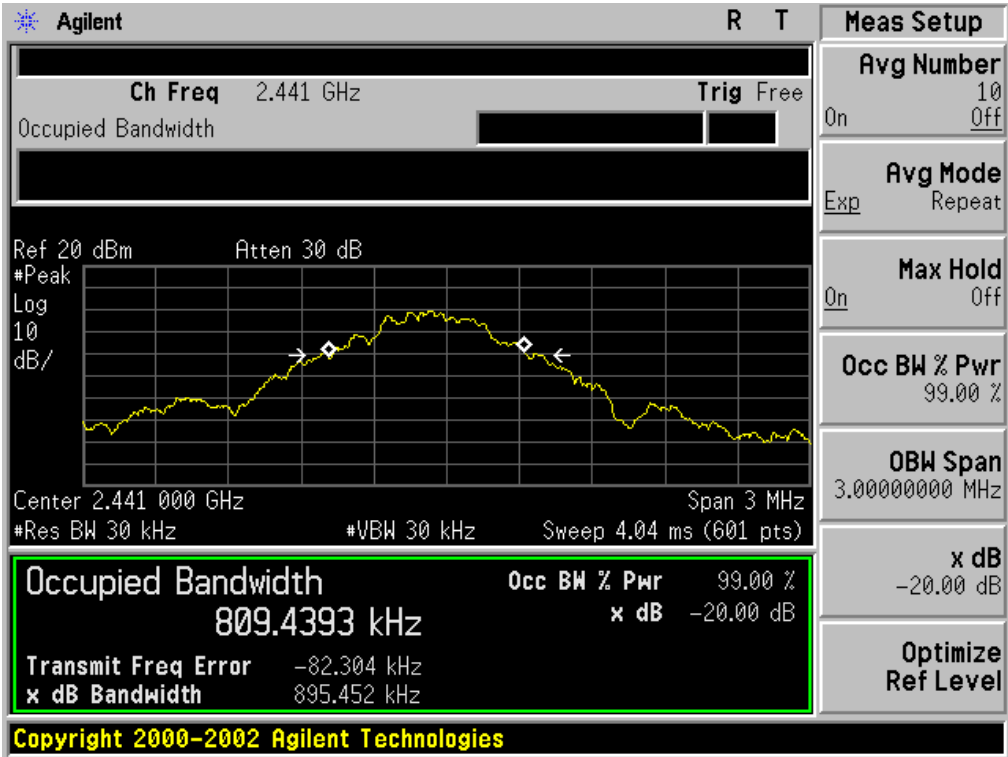 Agilent R T
Ch Freq 2.441 GHz Trig Free
Occupied Bandwidth
Ref 20 dBm Atten 30 dB
#Peak
Log
10
dB/
Center 2.441 000 GHz Span 3 MHz
#Res BW 30 kHz #VBW 30 kHz Sweep 4.04 ms (601 pts)
Occupied Bandwidth Occ BW % Pwr 99.00 %
809.4393 kHz x dB -20.00 dB
Transmit Freq Error -82.304 kHz
x dB Bandwidth 895.452 kHz
Copyright 2000-2002 Agilent Technologies
Meas Setup
Avg Number
10
On Off
Avg Mode
Exp Repeat
Max Hold
On Off
Occ BW % Pwr
99.00 %
OBW Span
3.00000000 MHz
x dB
-20.00 dB
Optimize
Ref Level